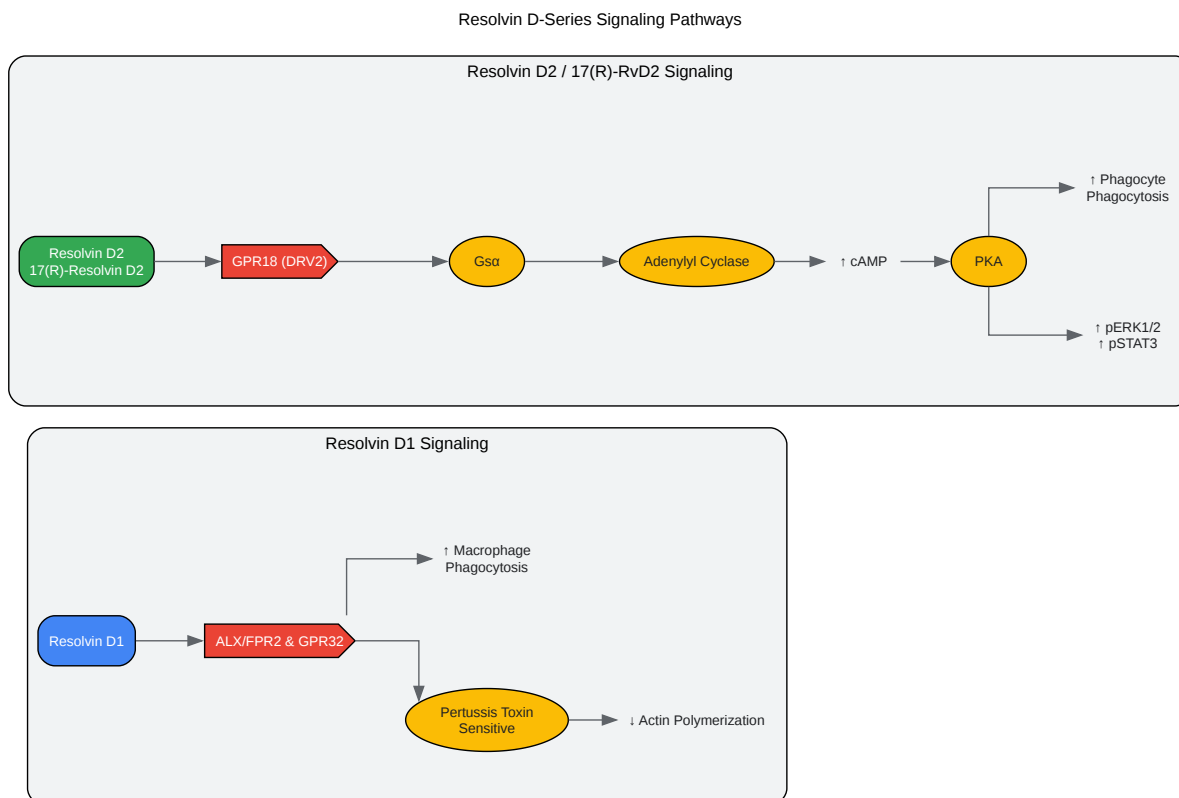 Resolvin D-Series Signaling Pathways
Resolvin D2 / 17(R)-RvD2 Signaling
↑ Phagocyte
Phagocytosis
Resolvin D2
17(R)-Resolvin D2
GPR18 (DRV2)
Gsα
Adenylyl Cyclase
↑ cAMP
PKA
↑ pERK1/2
↑ pSTAT3
Resolvin D1 Signaling
↑ Macrophage
Phagocytosis
Resolvin D1
ALX/FPR2 & GPR32
Pertussis Toxin
Sensitive
↓ Actin Polymerization